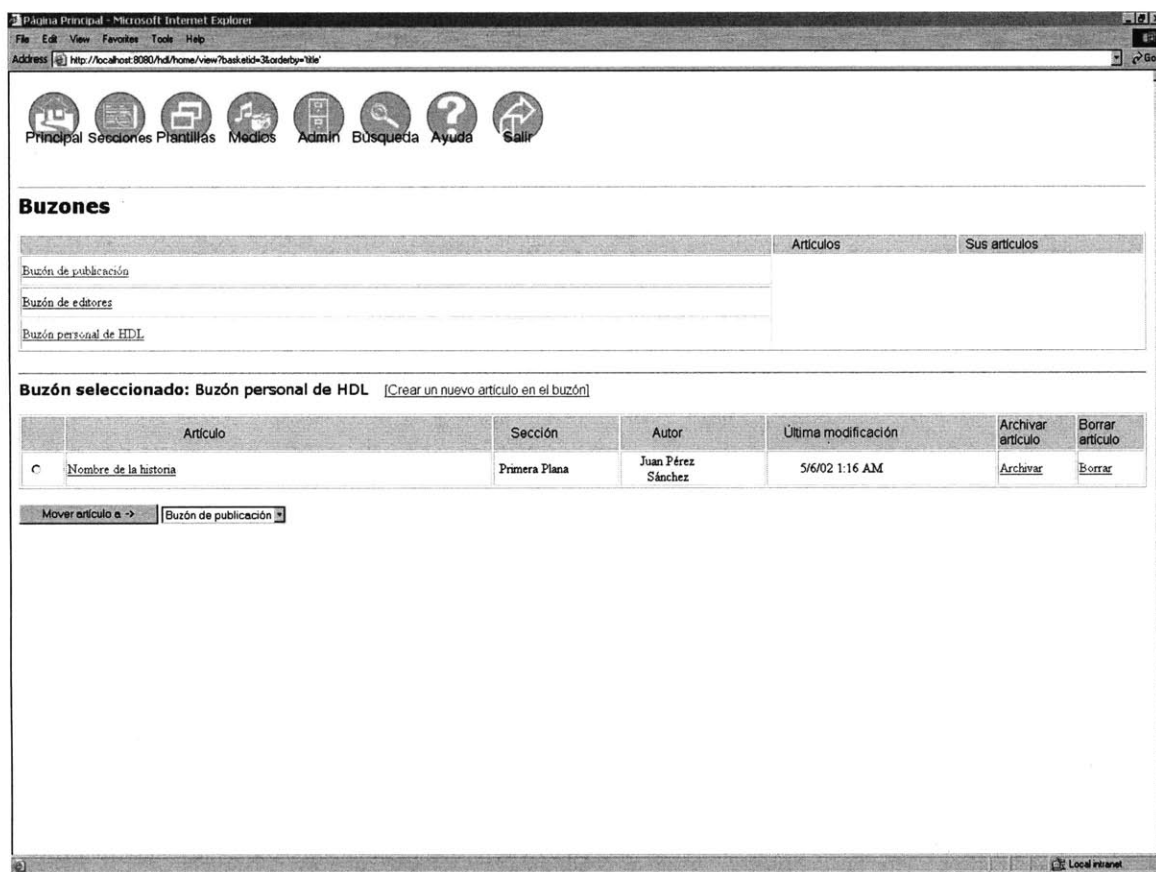 Página Principal - Microsoft Internet Explorer
File Edit View Favorites Tools Help
Address http://localhost:8080/hdl/home/view?basketid=3&orderby='title' Go
Principal Secciones Plantillas Medios Admin Búsqueda Ayuda Salir
Buzones
Artículos Sus artículos
Buzón de publicación
Buzón de editores
Buzón personal de HDL
Buzón seleccionado: Buzón personal de HDL [Crear un nuevo artículo en el buzón]
Artículo Sección Autor Última modificación Archivar artículo Borrar artículo
Nombre de la historia Primera Plana Juan Pérez Sánchez 5/6/02 1:16 AM Archivar Borrar
Mover artículo a -> Buzón de publicación
Local intranet